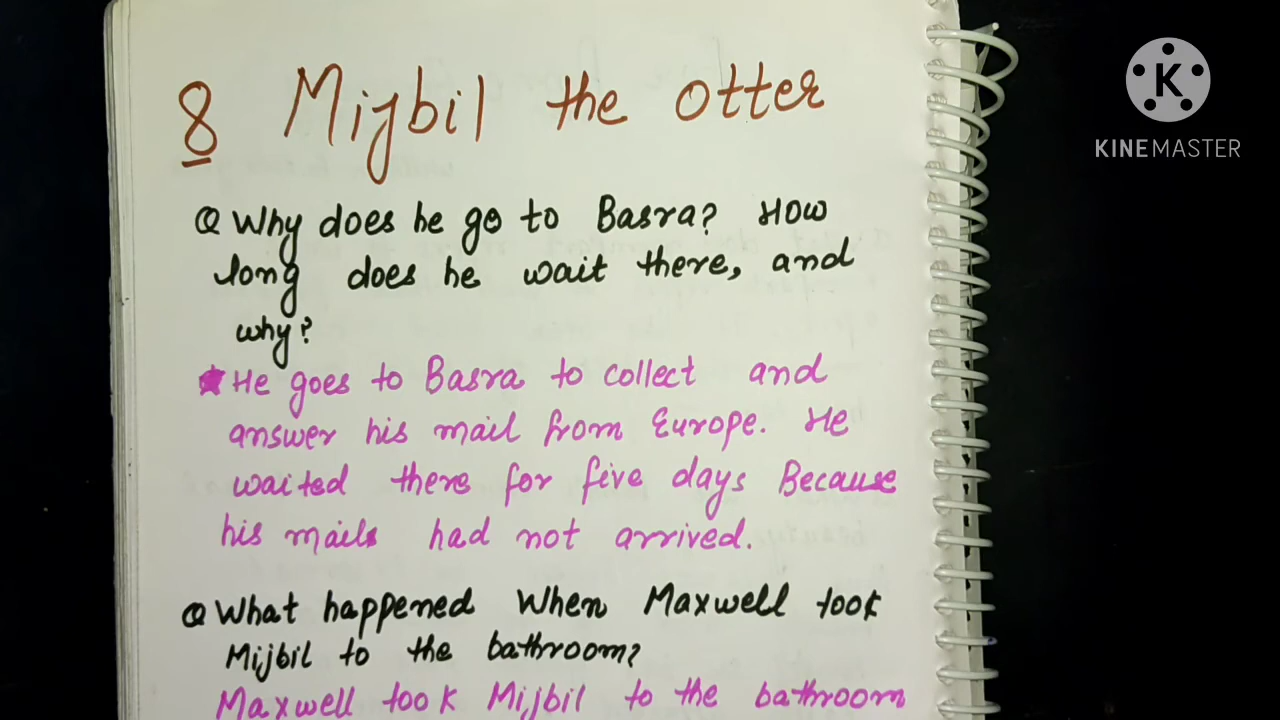 8 Mijbil the otter
Q Why does he go to Basra? How
long does he wait there, and
why?
He goes to Basra to collect and
answer his mail from Europe. He
waited there for five days Because
his mails had not arrived.
Q What happened When Maxwell took
Mijbil to the bathroom?
Maxwell took Mijbil to the bathroom
K
KINEMASTER